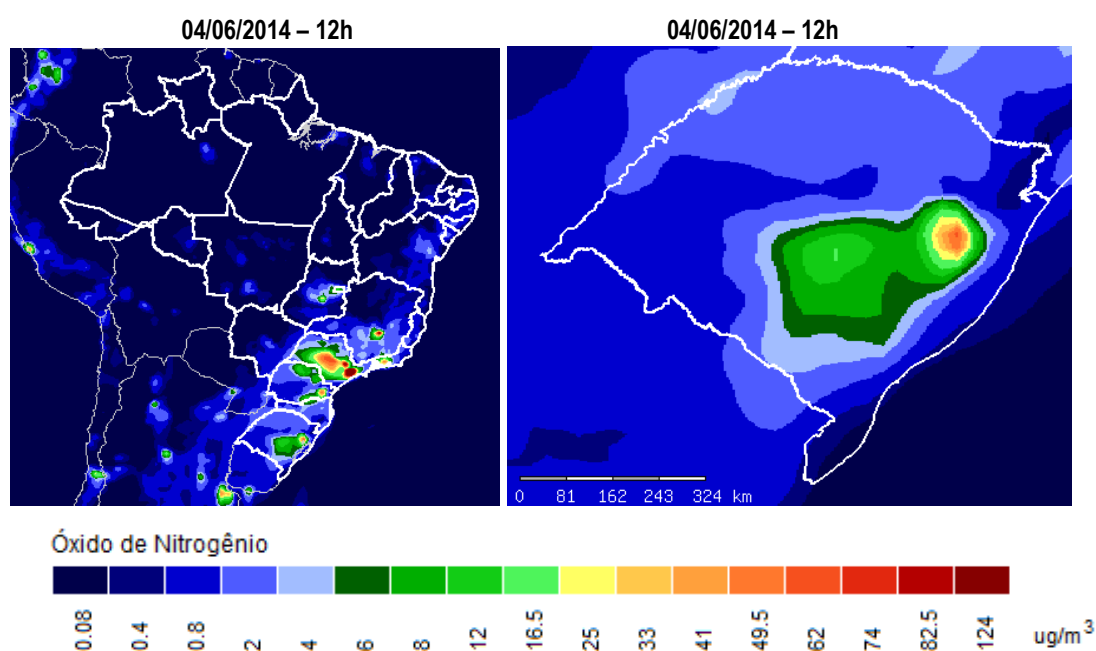 04/06/2014 – 12h
04/06/2014 – 12h
0 81 162 243 324 km
Óxido de Nitrogênio
0.08 0.4 0.8 2 4 6 8 12 16.5 25 33 41 49.5 62 74 82.5 124 ug/m³